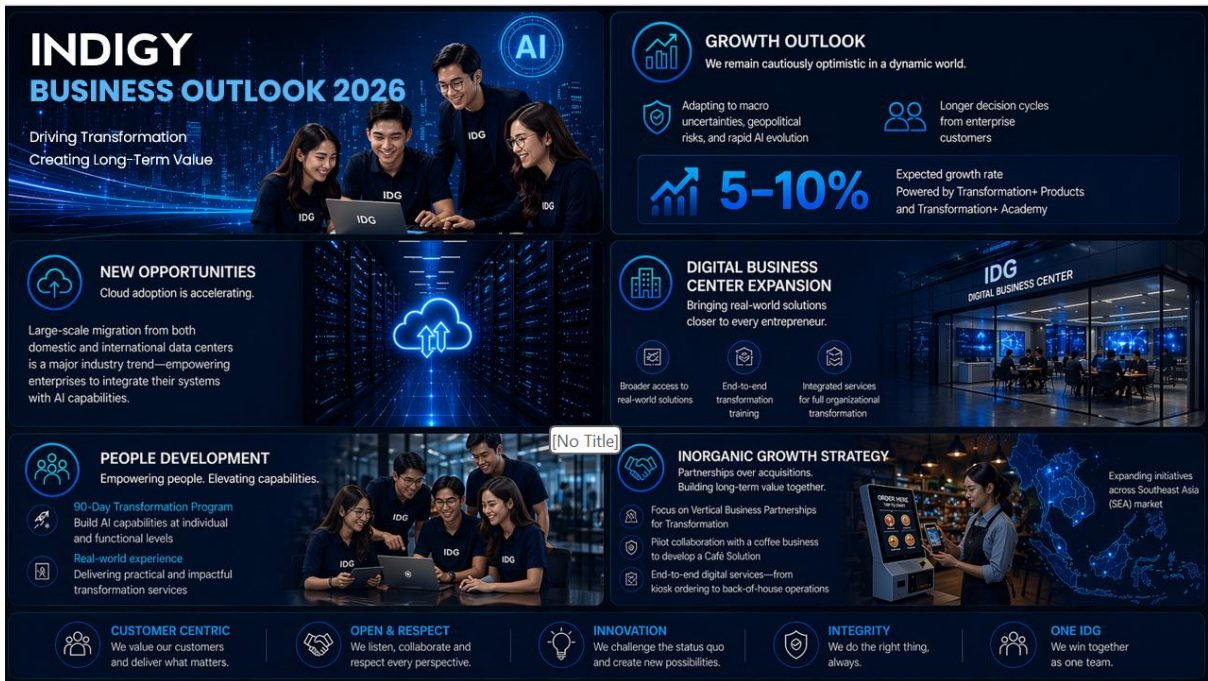 INDIGY
BUSINESS OUTLOOK 2026
Driving Transformation
Creating Long-Term Value
AI
IDG
IDG
IDG
IDG
GROWTH OUTLOOK
We remain cautiously optimistic in a dynamic world.
Adapting to macro
uncertainties, geopolitical
risks, and rapid AI evolution
Longer decision cycles
from enterprise
customers
5–10%
Expected growth rate
Powered by Transformation+ Products
and Transformation+ Academy
NEW OPPORTUNITIES
Cloud adoption is accelerating.
Large-scale migration from both
domestic and international data centers
is a major industry trend—empowering
enterprises to integrate their systems
with AI capabilities.
DIGITAL BUSINESS
CENTER EXPANSION
Bringing real-world solutions
closer to every entrepreneur.
Broader access to
real-world solutions
End-to-end
transformation
training
Integrated services
for full organizational
transformation
IDG
DIGITAL BUSINESS CENTER
[No Title]
PEOPLE DEVELOPMENT
Empowering people. Elevating capabilities.
90-Day Transformation Program
Build AI capabilities at individual
and functional levels
Real-world experience
Delivering practical and impactful
transformation services
IDG
IDG
IDG
INORGANIC GROWTH STRATEGY
Partnerships over acquisitions.
Building long-term value together.
Focus on Vertical Business Partnerships
for Transformation
Pilot collaboration with a coffee business
to develop a Café Solution
End-to-end digital services—from
kiosk ordering to back-of-house operations
ORDER HERE
Expanding initiatives
across Southeast Asia
(SEA) market
CUSTOMER CENTRIC
We value our customers
and deliver what matters.
OPEN & RESPECT
We listen, collaborate and
respect every perspective.
INNOVATION
We challenge the status quo
and create new possibilities.
INTEGRITY
We do the right thing,
always.
ONE IDG
We win together
as one team.